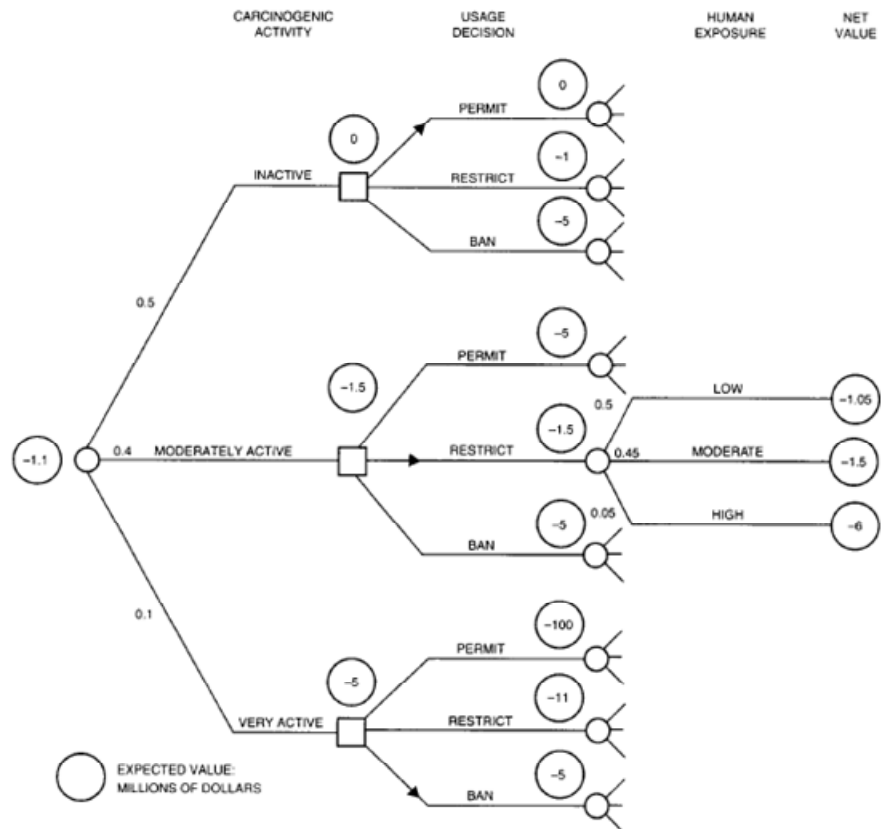 CARCINOGENIC ACTIVITY
USAGE DECISION
HUMAN EXPOSURE
NET VALUE
0
PERMIT
0
-1
INACTIVE
RESTRICT
-5
BAN
0.5
-5
PERMIT
-1.5
LOW
0.5
-1.05
-1.5
-1.1
0.4
MODERATELY ACTIVE
RESTRICT
0.45
MODERATE
-1.5
0.05
HIGH
-6
-5
BAN
0.1
-100
PERMIT
-5
-11
VERY ACTIVE
RESTRICT
-5
BAN
EXPECTED VALUE:
MILLIONS OF DOLLARS